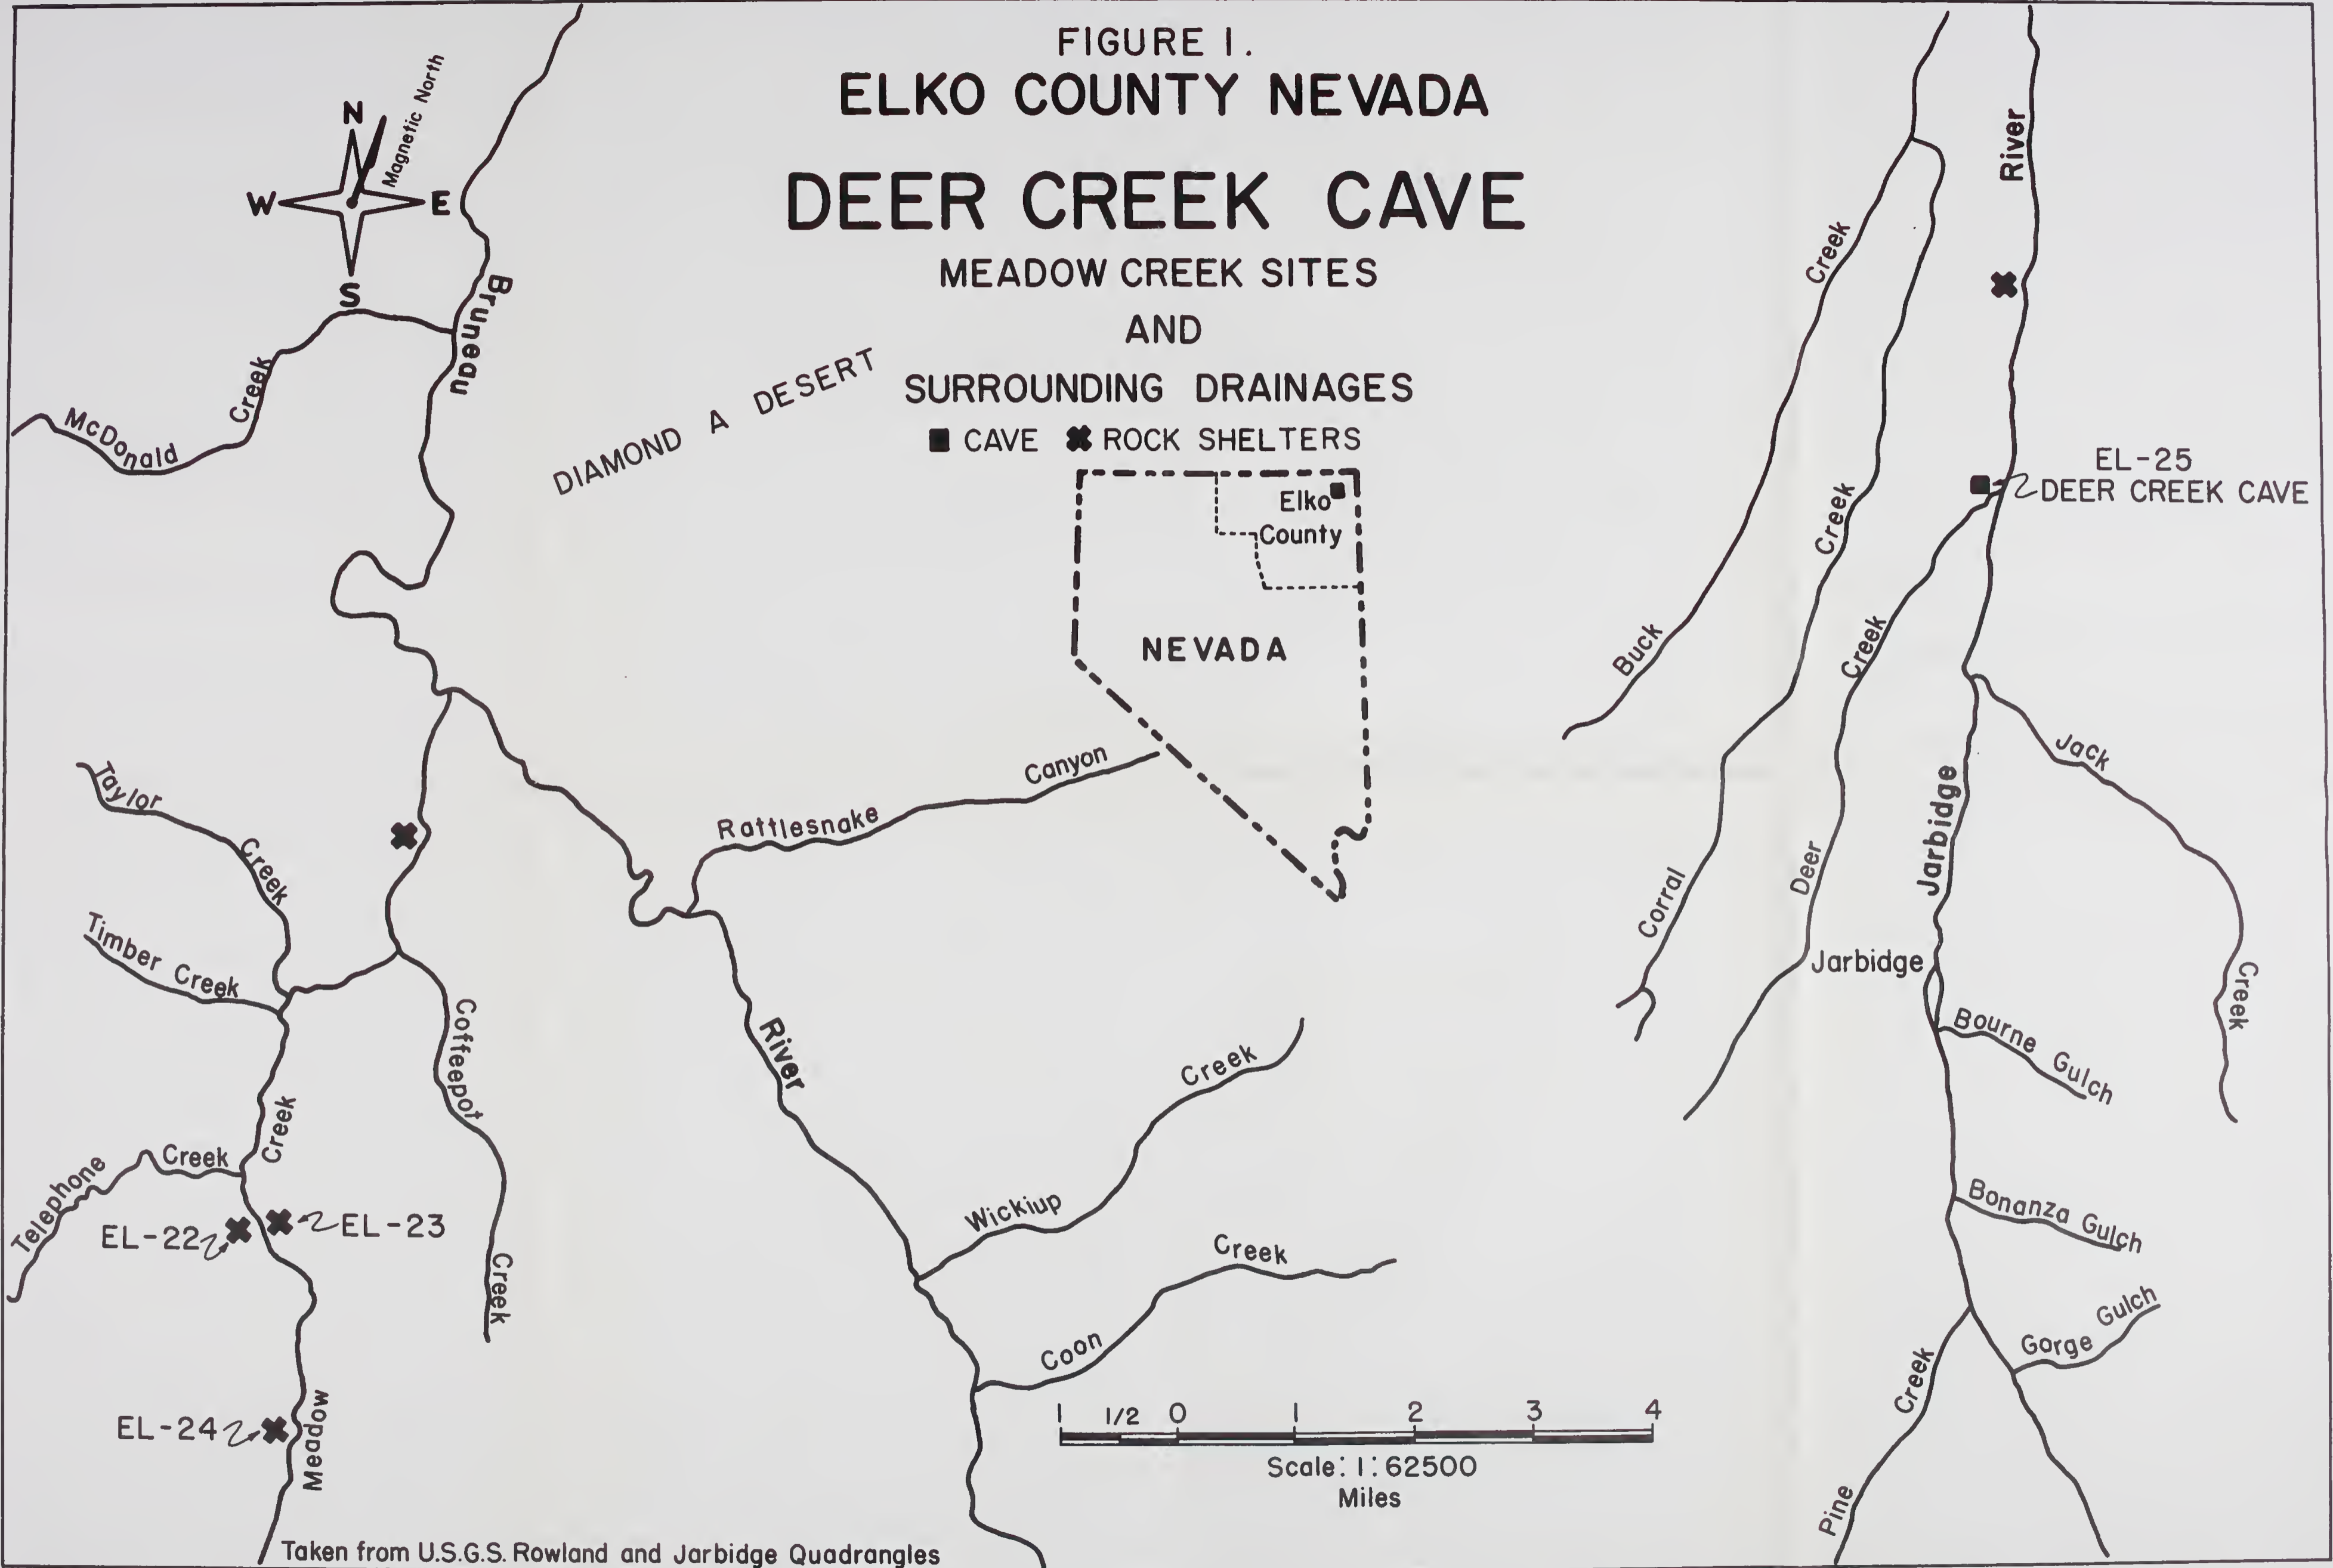 FIGURE 1.
ELKO COUNTY NEVADA
DEER CREEK CAVE
MEADOW CREEK SITES
AND
SURROUNDING DRAINAGES
CAVE ROCK SHELTERS
N
Magnetic North
W
E
S
Bruneau
McDonald Creek
DIAMOND A DESERT
Elko
County
NEVADA
Rattlesnake Canyon
River
Wickiup Creek
Coon Creek
Taylor Creek
Timber Creek
Coffeepot Creek
Telephone Creek
Creek
EL-22
EL-23
EL-24
Meadow
River
Buck Creek
Creek
Corral
EL-25
DEER CREEK CAVE
Creek
Deer
Jarbidge
Jack Creek
Jarbidge
Bourne Gulch
Bonanza Gulch
Gorge Gulch
Pine Creek
1 1/2 0 1 2 3 4
Scale: 1:62500
Miles
Taken from U.S.G.S. Rowland and Jarbidge Quadrangles